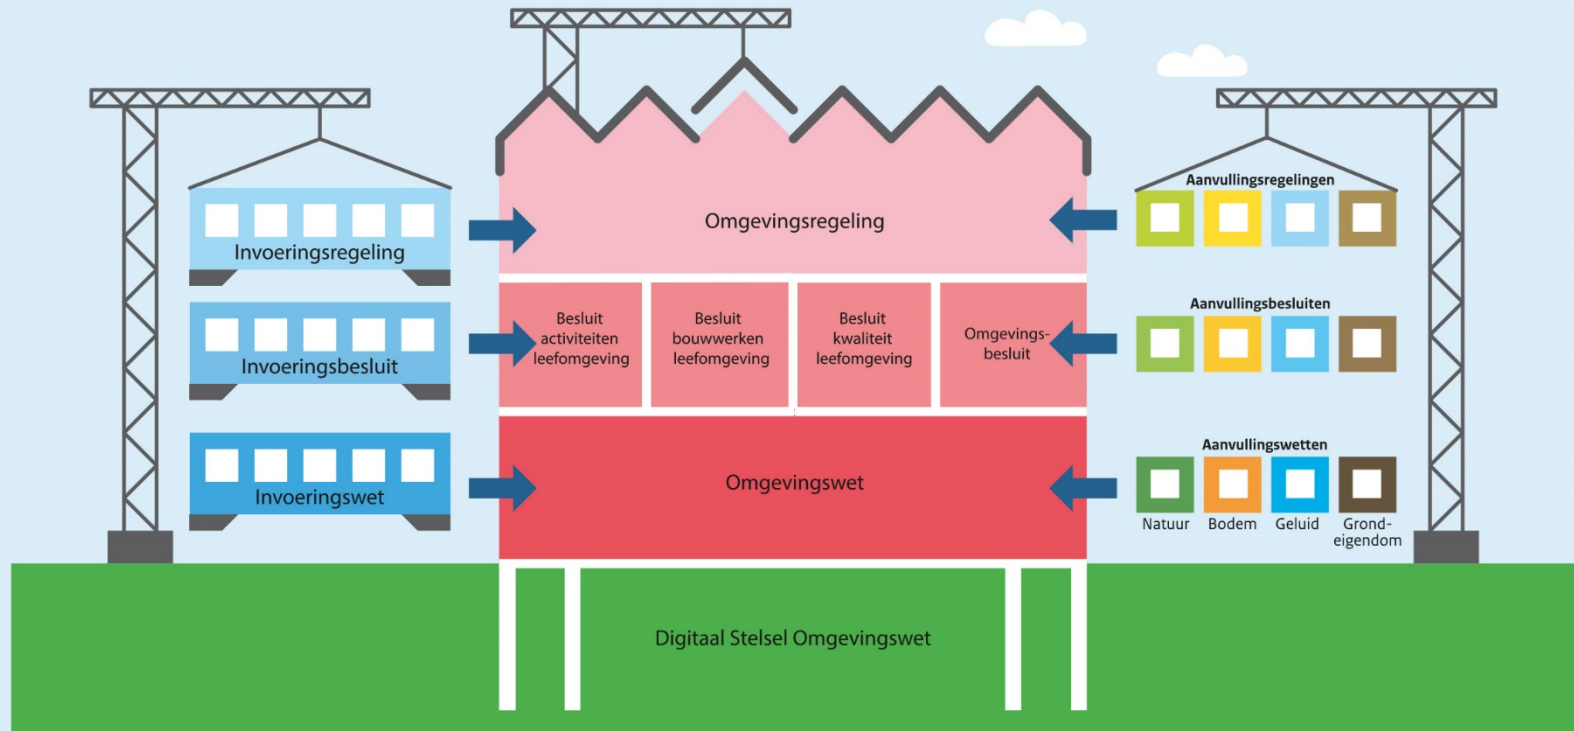 Aanvullingsregelingen
Omgevingsregeling
Invoeringsregeling
Aanvullingsbesluiten
Besluit
activiteiten
leefomgeving
Besluit
bouwwerken
leefomgeving
Besluit
kwaliteit
leefomgeving
Omgevings-
besluit
Invoeringsbesluit
Aanvullingswetten
Omgevingswet
Invoeringswet
Natuur
Bodem
Geluid
Grond-
eigendom
Digitaal Stelsel Omgevingswet